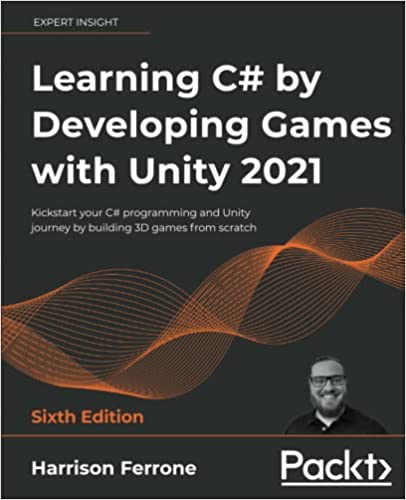 EXPERT INSIGHT
Learning C# by
Developing Games
with Unity 2021
Kickstart your C# programming and Unity
journey by building 3D games from scratch
Sixth Edition
Harrison Ferrone
Packt>